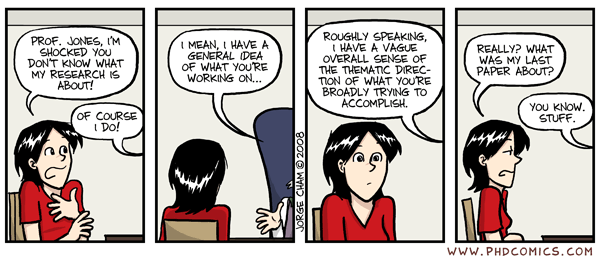 PROF. JONES, I'M
SHOCKED YOU
DON'T KNOW WHAT
MY RESEARCH IS
ABOUT!
OF COURSE
I DO!
I MEAN, I HAVE A
GENERAL IDEA
OF WHAT YOU'RE
WORKING ON...
JORGE CHAM © 2008
ROUGHLY SPEAKING,
I HAVE A VAGUE
OVERALL SENSE OF
THE THEMATIC DIREC-
TION OF WHAT YOU'RE
BROADLY TRYING TO
ACCOMPLISH.
REALLY? WHAT
WAS MY LAST
PAPER ABOUT?
YOU KNOW.
STUFF.
WWW.PHDCOMICS.COM